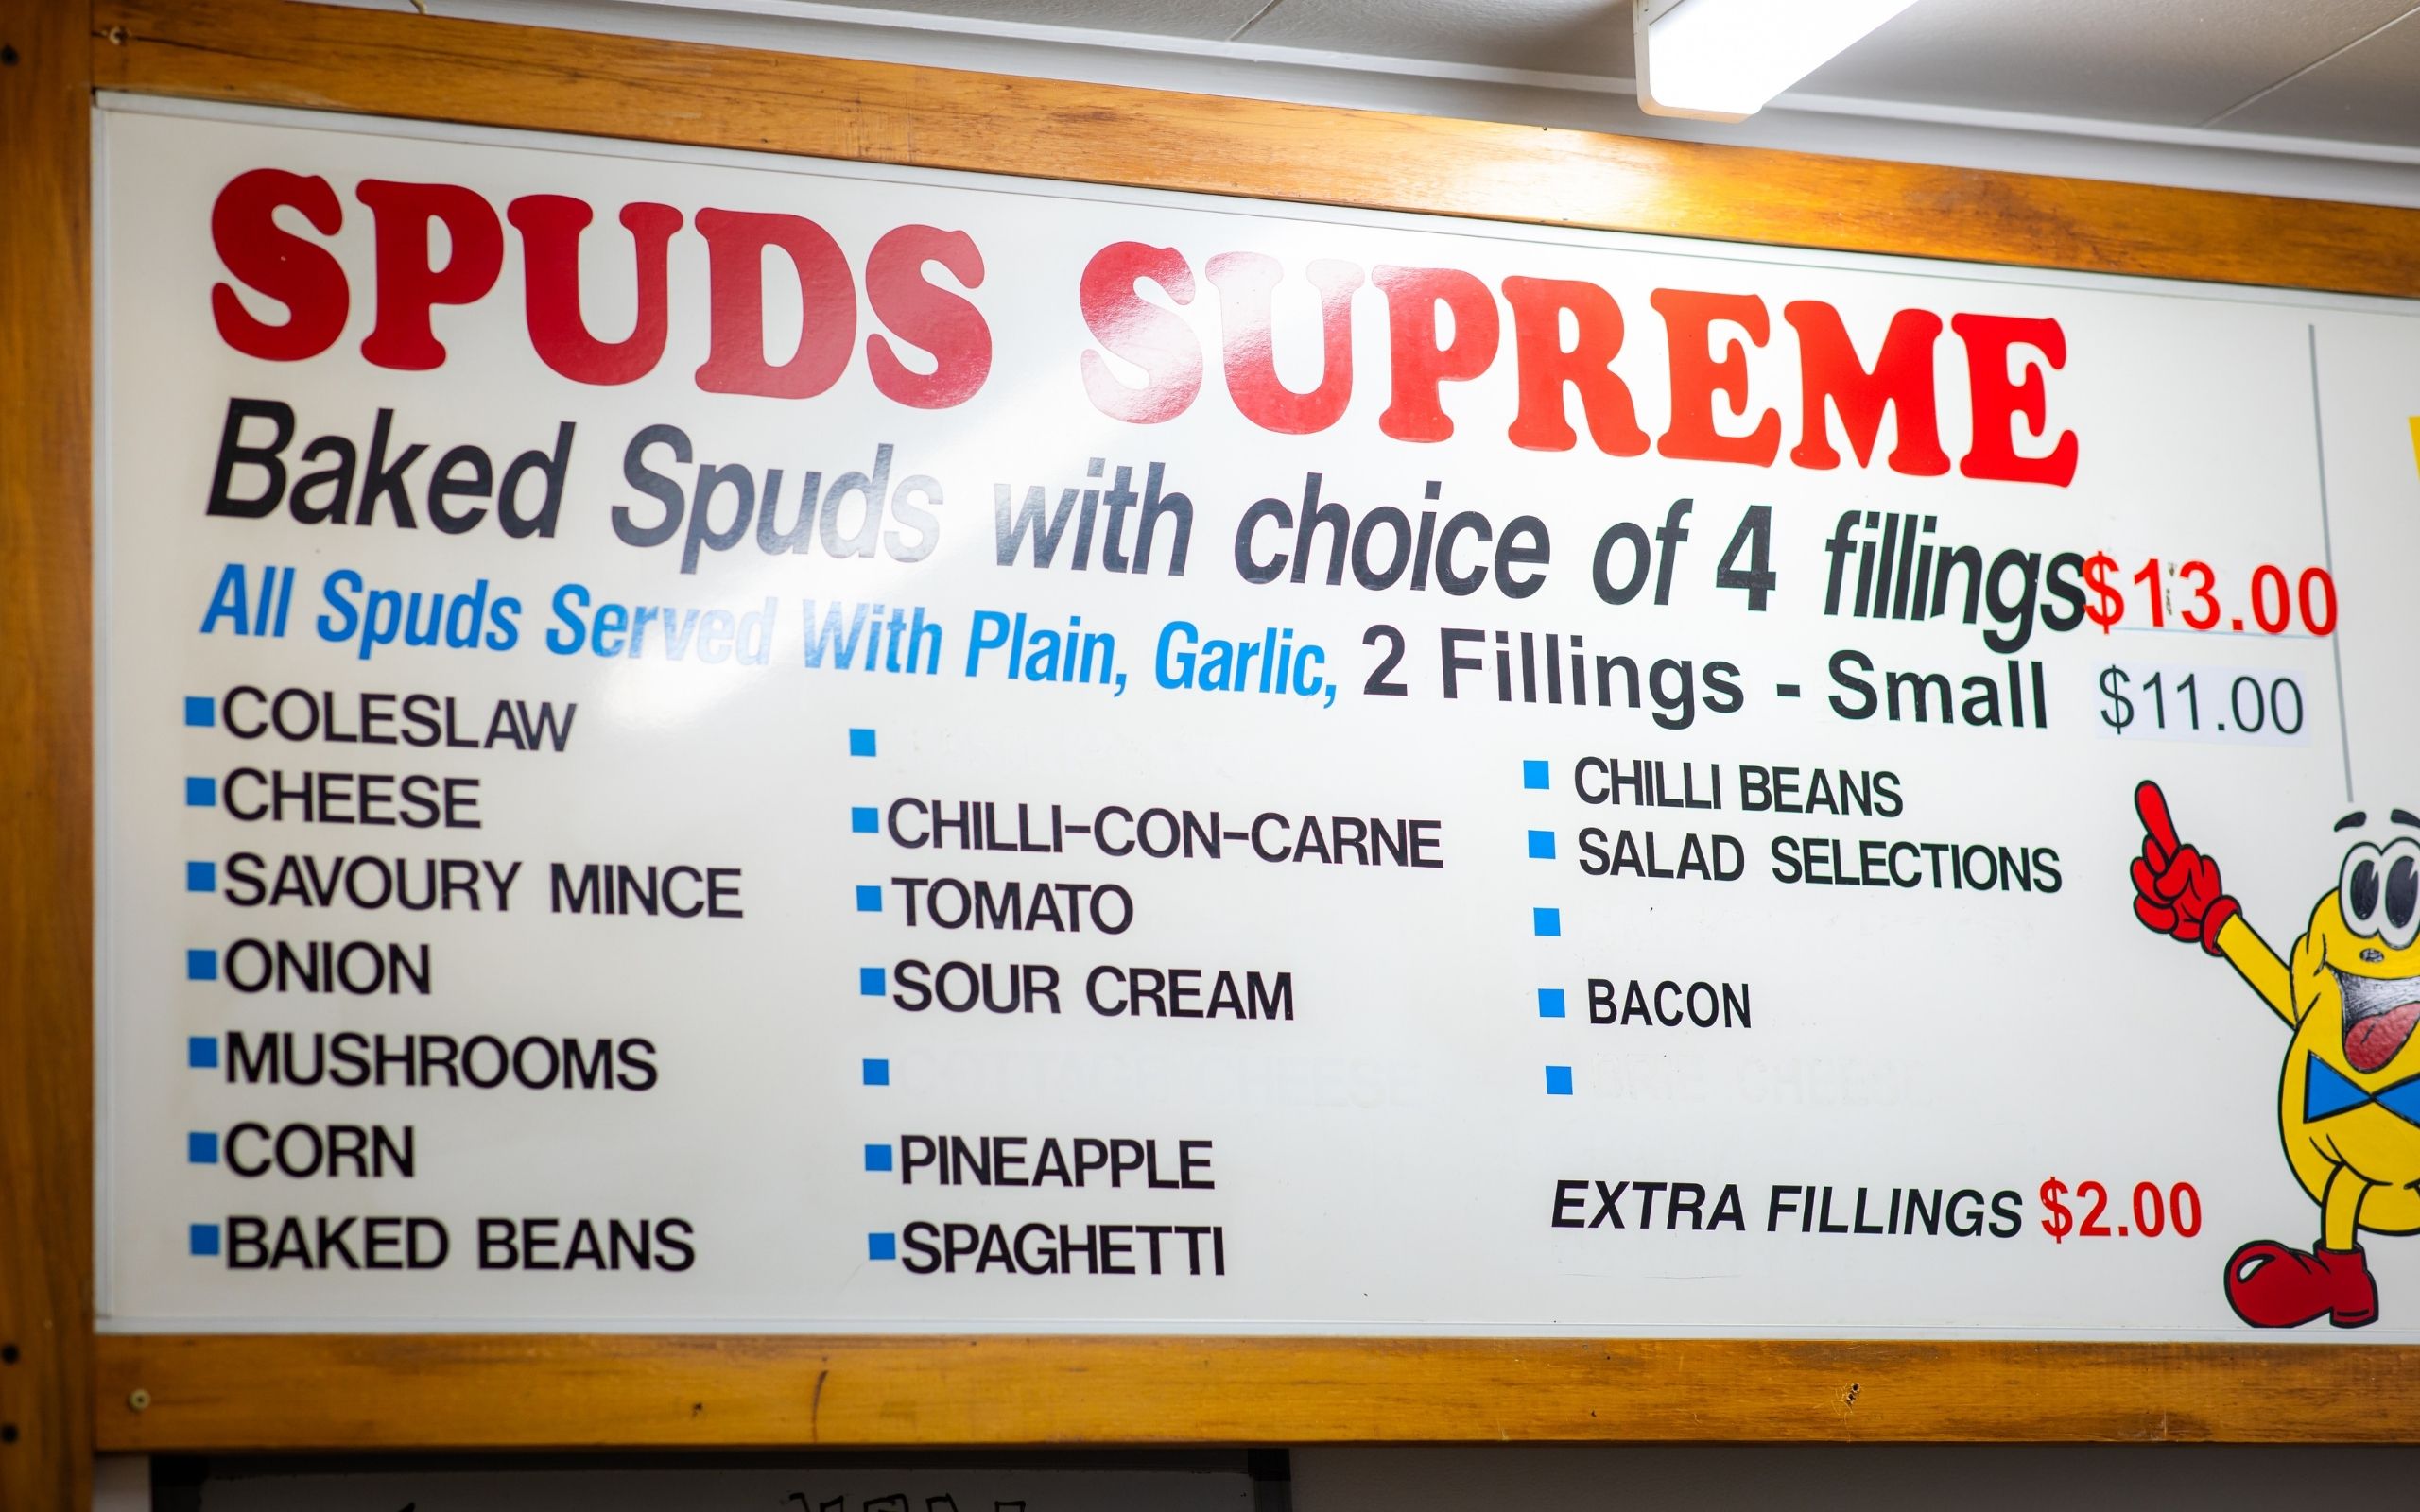 SPUDS SUPREME
Baked Spuds with choice of 4 fillings $13.00
All Spuds Served With Plain, Garlic, 2 Fillings - Small $11.00
COLESLAW
CHEESE
SAVOURY MINCE
ONION
MUSHROOMS
CORN
BAKED BEANS
CHILLI-CON-CARNE
TOMATO
SOUR CREAM
PINEAPPLE
SPAGHETTI
CHILLI BEANS
SALAD SELECTIONS
BACON
EXTRA FILLINGS $2.00